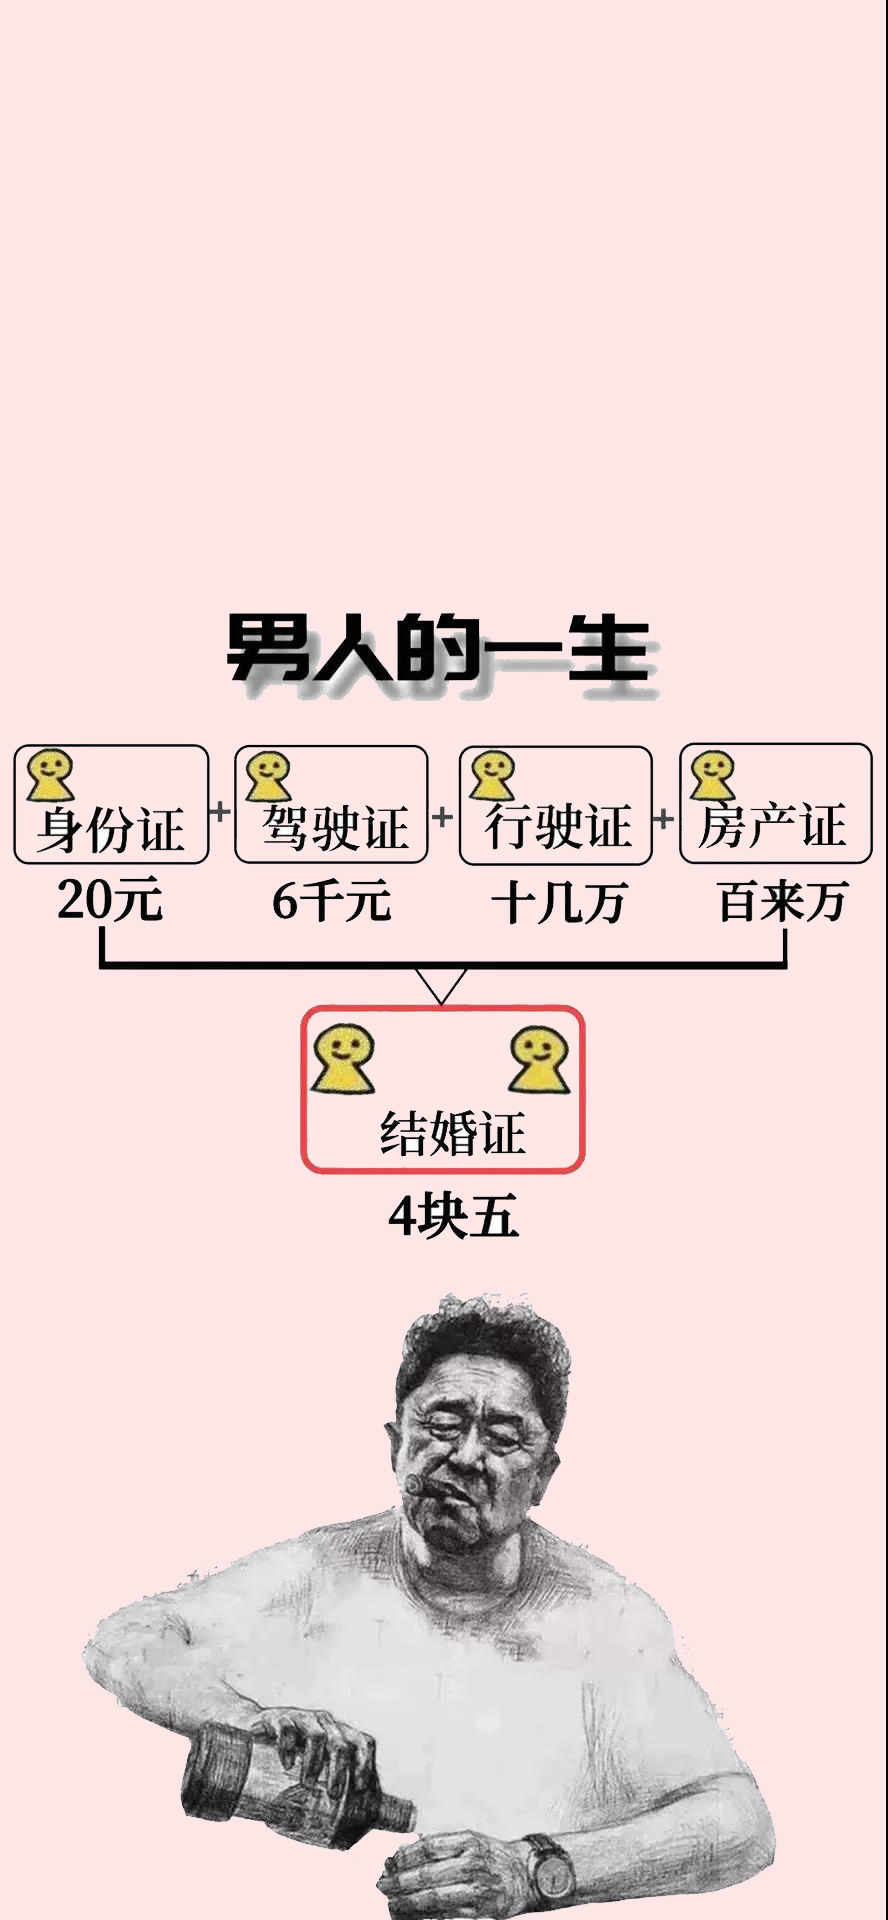 男人的一生
身份证 + 驾驶证 + 行驶证 + 房产证
20元 6千元 十几万 百来万
结婚证
4块五